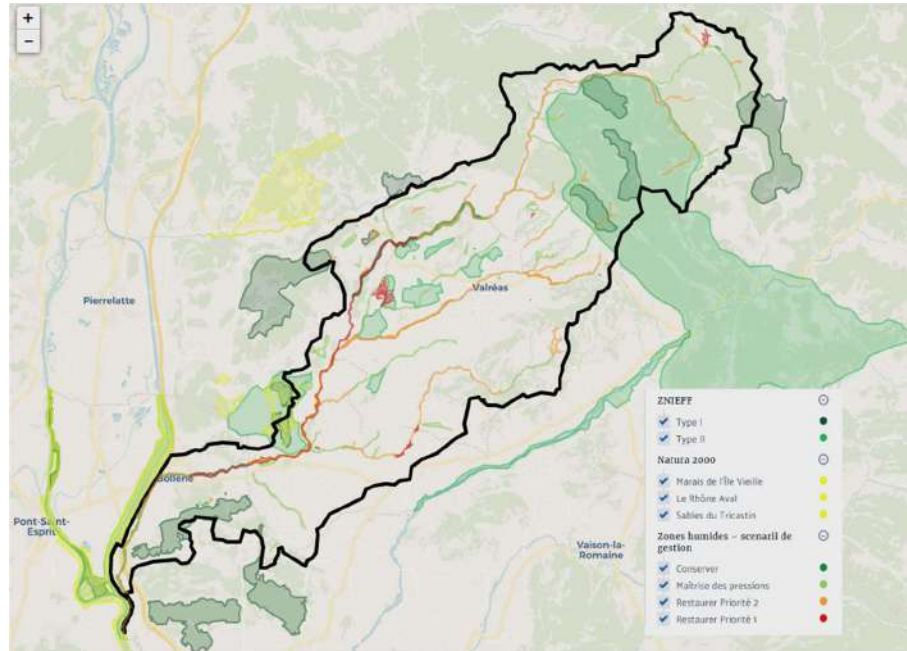 +
−
Pierrelatte
Valréas
Bollène
Pont-Saint-
Esprit
Vaison-la-
Romaine
ZNIEFF
Type I
Type II
Natura 2000
Marais de l'Île Vieille
Le Rhône Aval
Sables du Tricastin
Zones humides – scenarii de
gestion
Conserver
Maîtrise des pressions
Restaurer Priorité 2
Restaurer Priorité 1